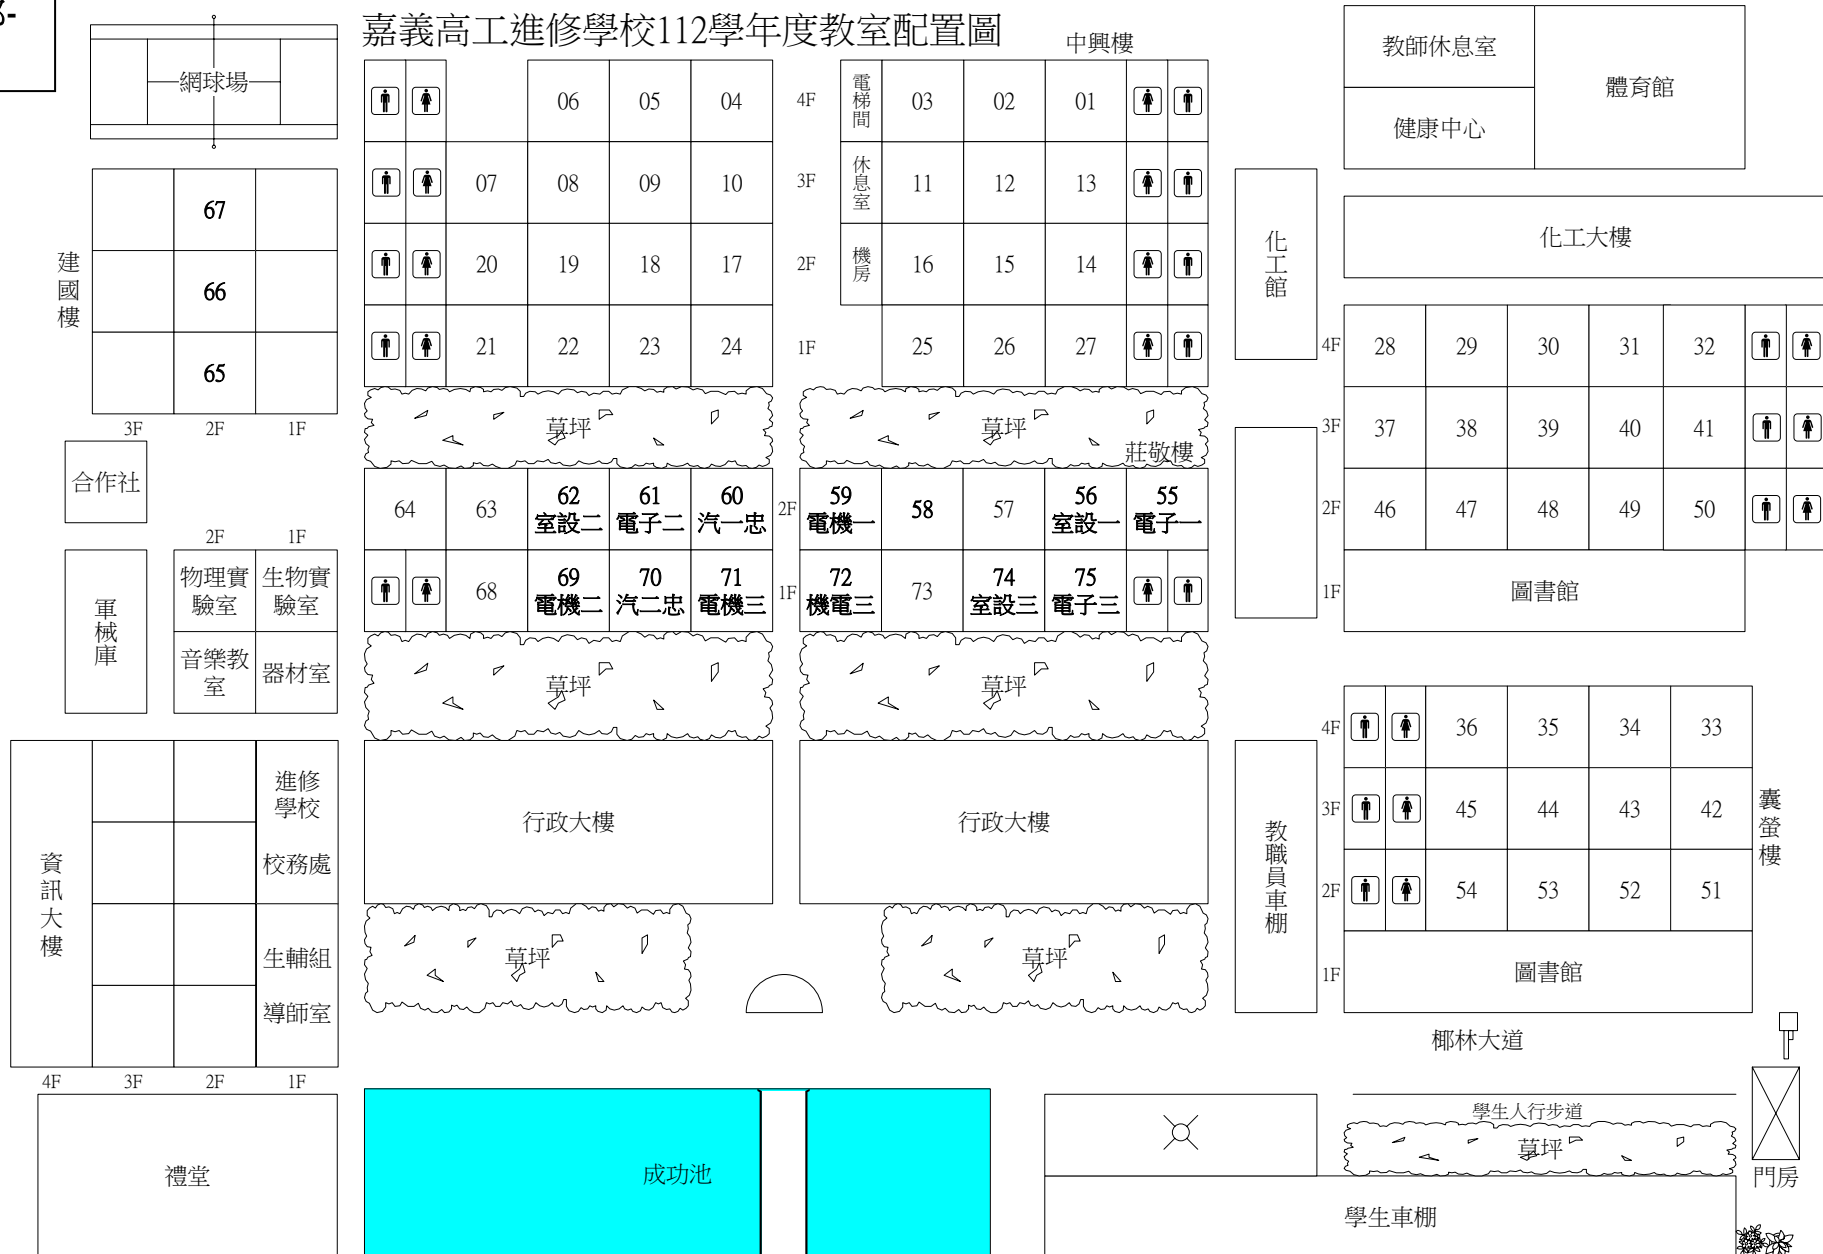 嘉義高工進修學校112學年度教室配置圖
中興樓
網球場
教師休息室
體育館
健康中心
06 05 04 4F 電梯間 03 02 01
07 08 09 10 3F 休息室 11 12 13
20 19 18 17 2F 機房 16 15 14
21 22 23 24 1F 25 26 27
建國樓
67
66
65
3F 2F 1F
化工館
化工大樓
4F 28 29 30 31 32
3F 37 38 39 40 41
2F 46 47 48 49 50
1F 圖書館
草坪
草坪
莊敬樓
合作社
64 63 62 61 60 2F 59 58 57 56 55
室設二 電子二 汽一忠 電機一 室設一 電子一
68 69 70 71 1F 72 73 74 75
電機二 汽二忠 電機三 機電三 室設三 電子三
2F 1F
軍械庫
物理實驗室
生物實驗室
音樂教室
器材室
草坪
草坪
4F 36 35 34 33
3F 45 44 43 42
2F 54 53 52 51
1F 圖書館
囊螢樓
資訊大樓
進修
學校
校務處
生輔組
導師室
4F 3F 2F 1F
行政大樓
行政大樓
教職員車棚
草坪
草坪
椰林大道
禮堂
成功池
學生人行步道
草坪
門房
學生車棚